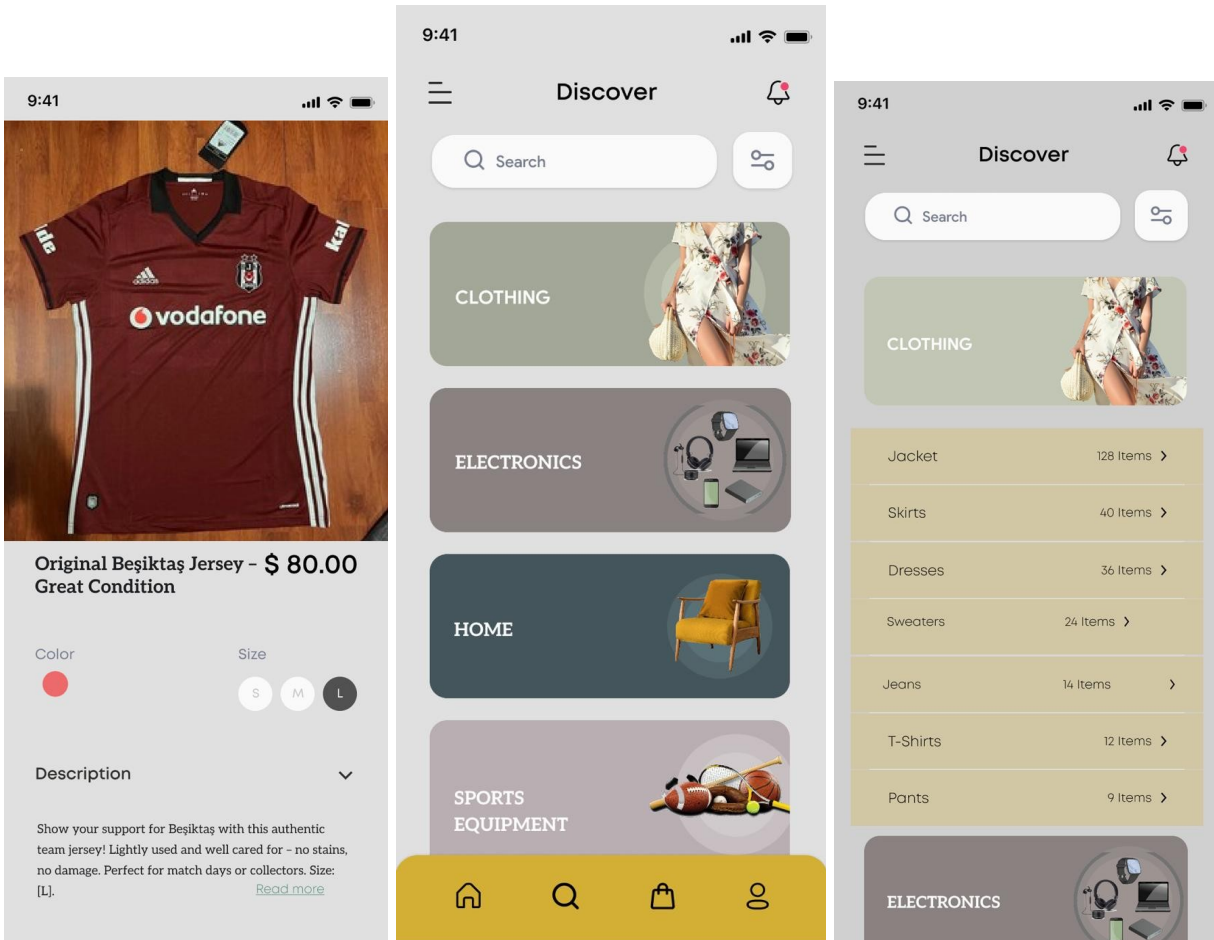 9:41
kal
adidas
vodafone
Original Beşiktaş Jersey –
Great Condition
$ 80.00
Color
Size
S
M
L
Description
Show your support for Beşiktaş with this authentic
team jersey! Lightly used and well cared for – no stains,
no damage. Perfect for match days or collectors. Size:
[L].
Read more
9:41
Discover
Search
CLOTHING
ELECTRONICS
HOME
SPORTS
EQUIPMENT
9:41
Discover
Search
CLOTHING
Jacket 128 Items
Skirts 40 Items
Dresses 36 Items
Sweaters 24 Items
Jeans 14 Items
T-Shirts 12 Items
Pants 9 Items
ELECTRONICS